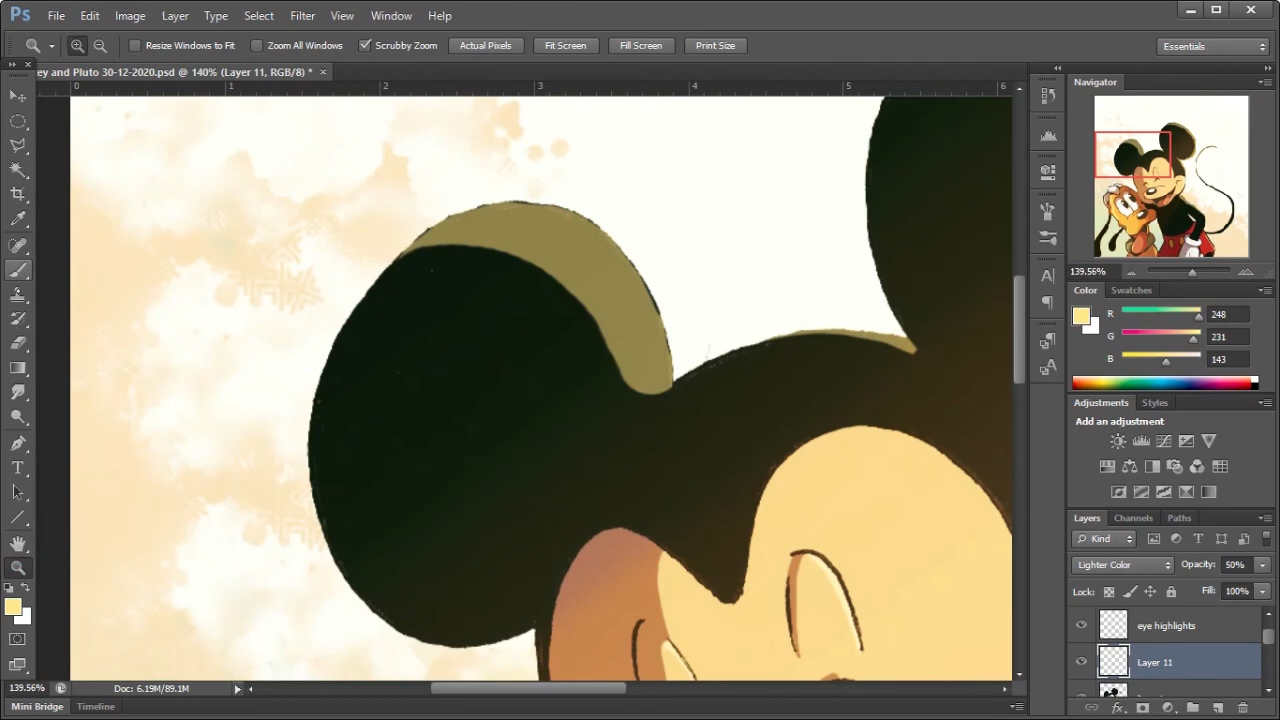 Ps File Edit Image Layer Type Select Filter View Window Help
Resize Windows to Fit Zoom All Windows Scrubby Zoom Actual Pixels Fit Screen Fill Screen Print Size Essentials
ey and Pluto 30-12-2020.psd @ 140% (Layer 11, RGB/8) * ×
0 1 2 3 4 5 6
Navigator
139.56%
Color Swatches
R 248
G 231
B 143
Adjustments Styles
Add an adjustment
Layers Channels Paths
Kind
Lighter Color Opacity: 50%
Lock: Fill: 100%
eye highlights
Layer 11
139.56% Doc: 6.19M/89.1M
Mini Bridge Timeline